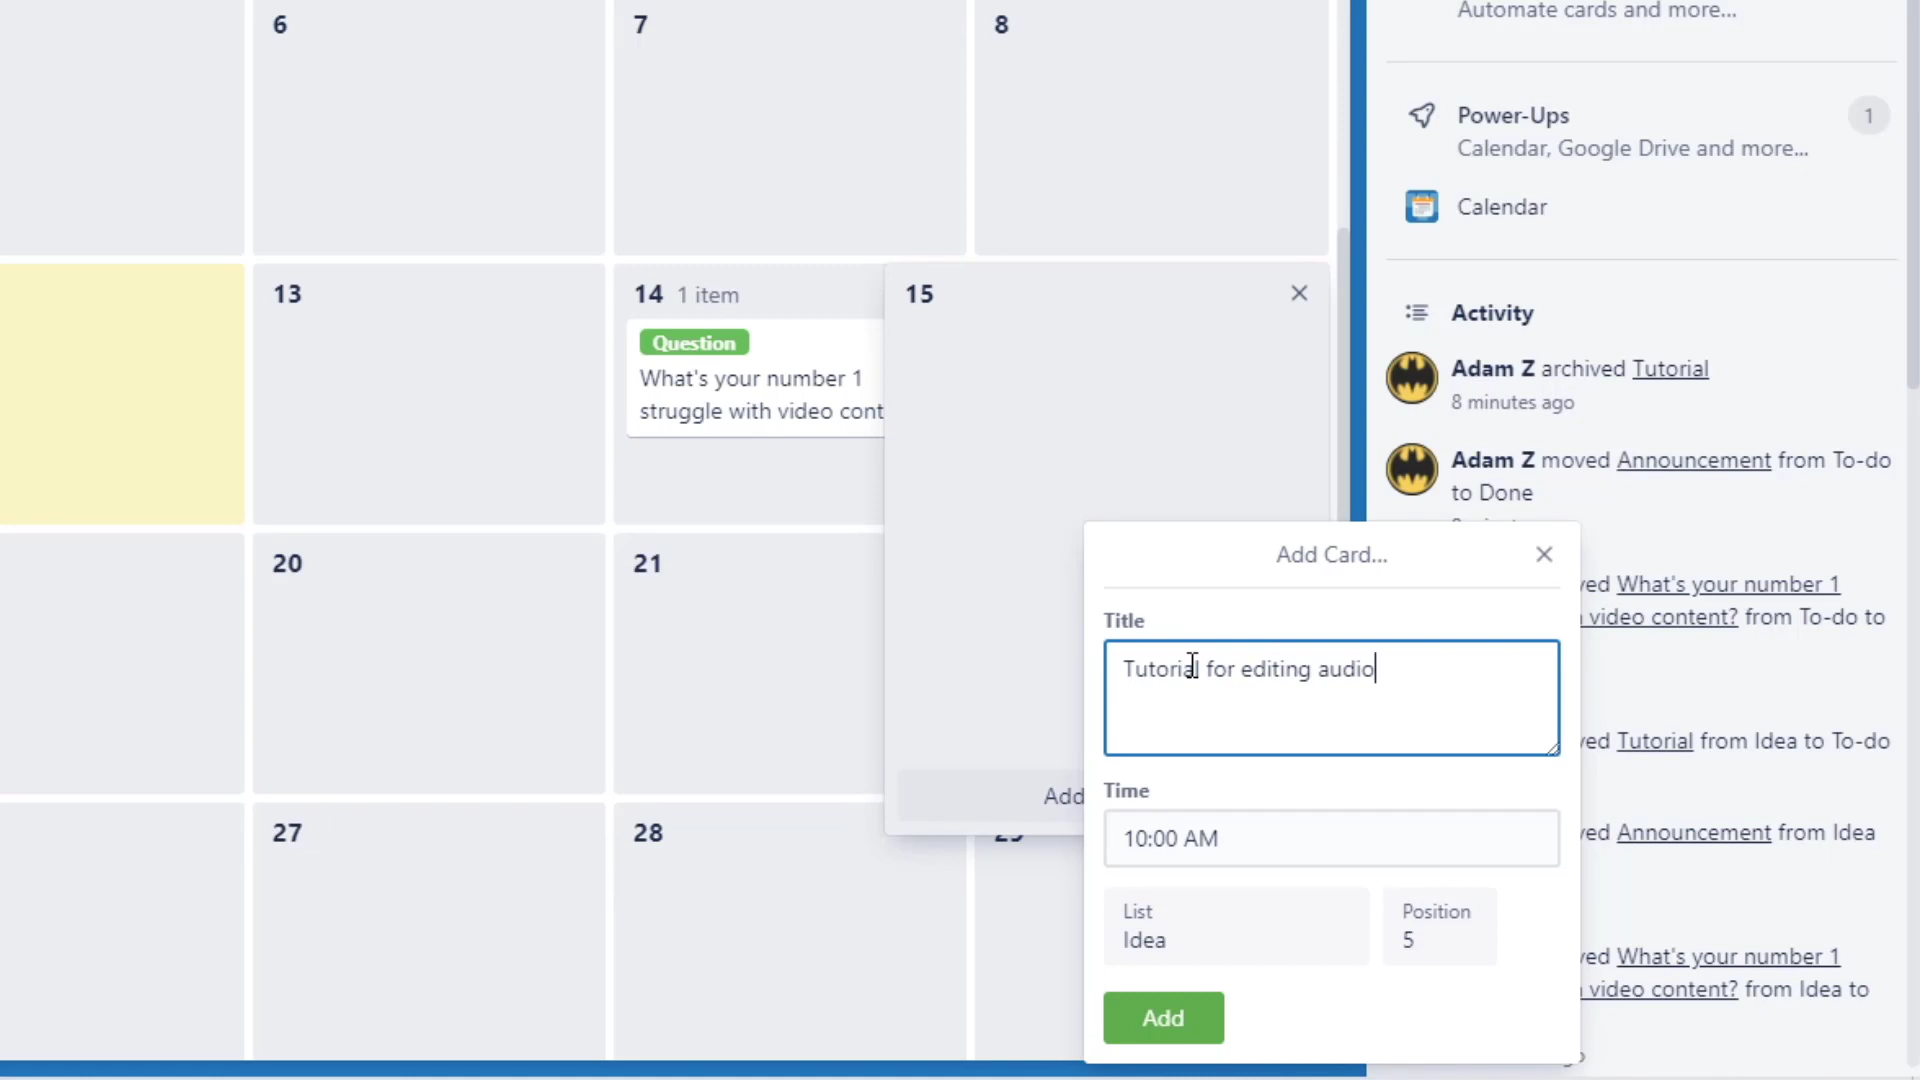 6
7
8
13
14 1 item
Question
What's your number 1
struggle with video cont
15
20
21
Add
27
28
Add Card...
Title
Tutorial for editing audio
Time
10:00 AM
List
Idea
Position
5
Add
Automate cards and more...
Power-Ups
1
Calendar, Google Drive and more...
Calendar
Activity
Adam Z archived Tutorial
8 minutes ago
Adam Z moved Announcement from To-do
to Done
ved What's your number 1
video content? from To-do to
ved Tutorial from Idea to To-do
ved Announcement from Idea
ved What's your number 1
video content? from Idea to